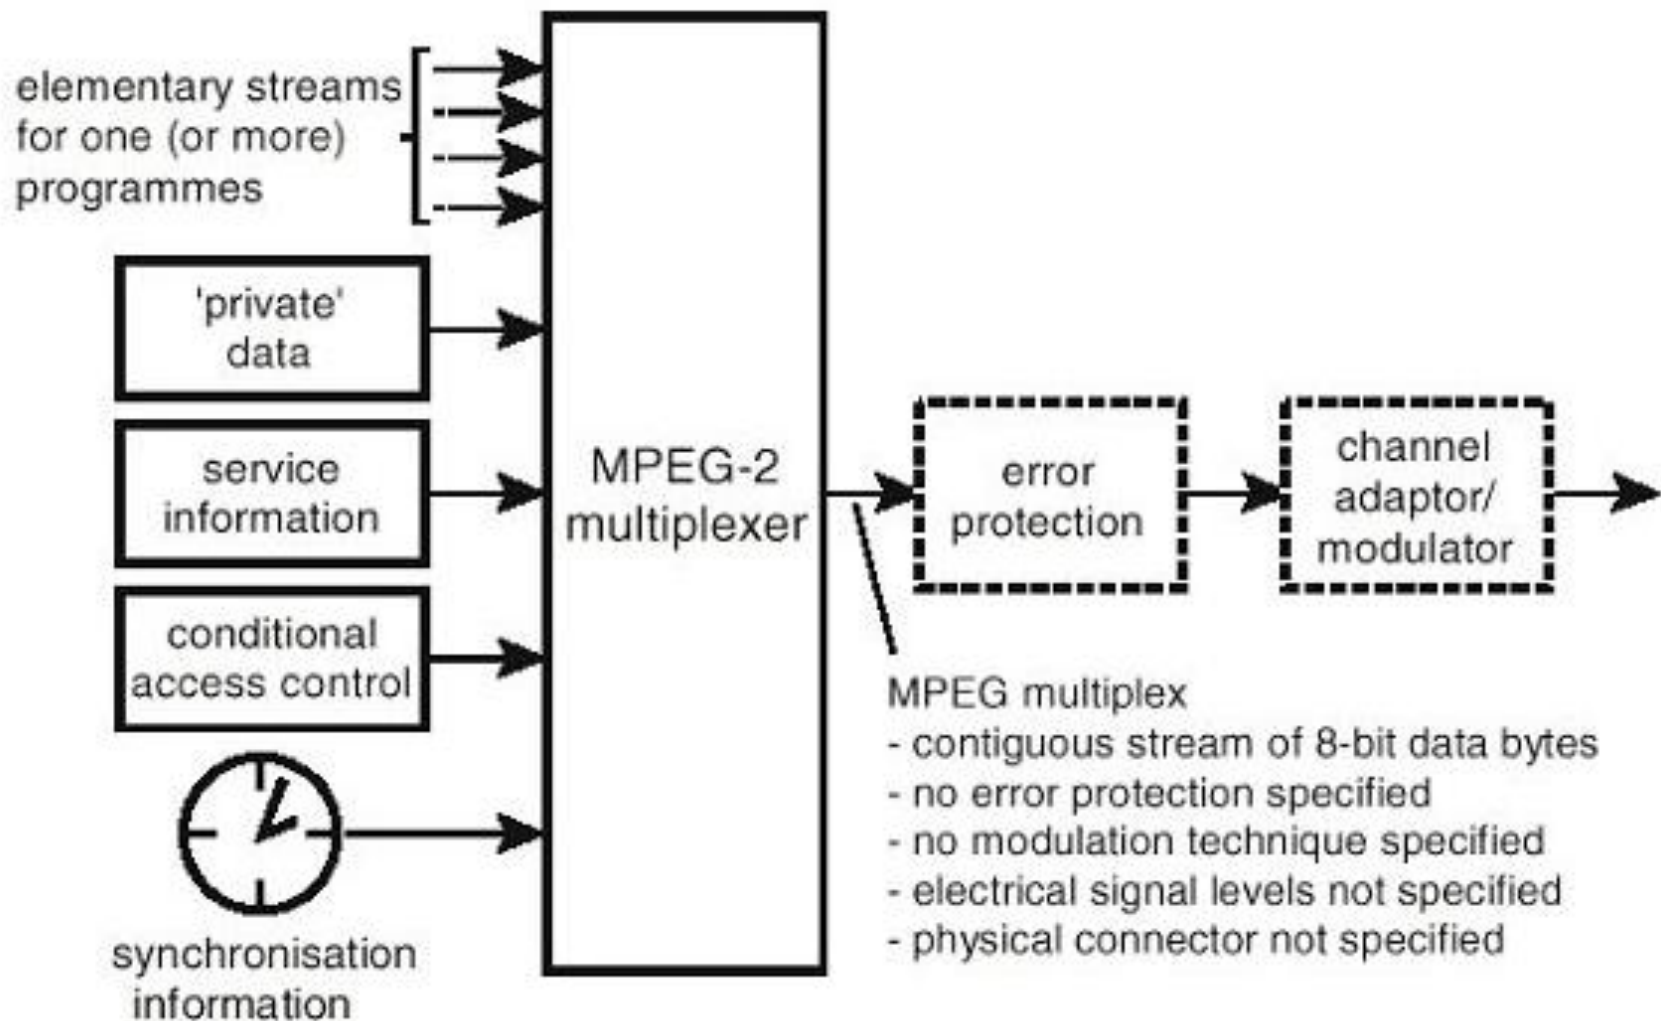 elementary streams
for one (or more)
programmes
'private'
data
service
information
conditional
access control
synchronisation
information
MPEG-2
multiplexer
error
protection
channel
adaptor/
modulator
MPEG multiplex
- contiguous stream of 8-bit data bytes
- no error protection specified
- no modulation technique specified
- electrical signal levels not specified
- physical connector not specified